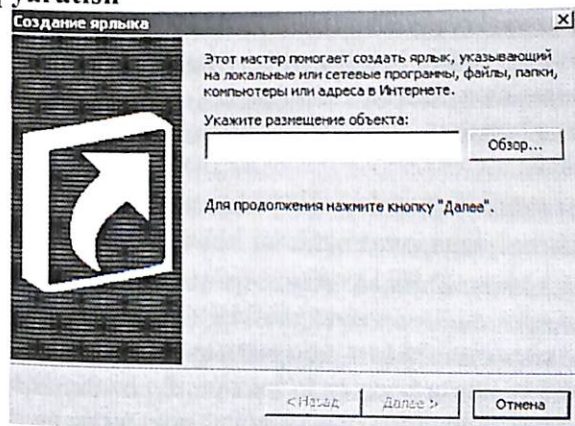 yaratish
Создание ярлыка
Этот мастер помогает создать ярлык, указывающий
на локальные или сетевые программы, файлы, папки,
компьютеры или адреса в Интернете.
Укажите размещение объекта:
Обзор...
Для продолжения нажмите кнопку "Далее".
< Назад
Далее >
Отмена